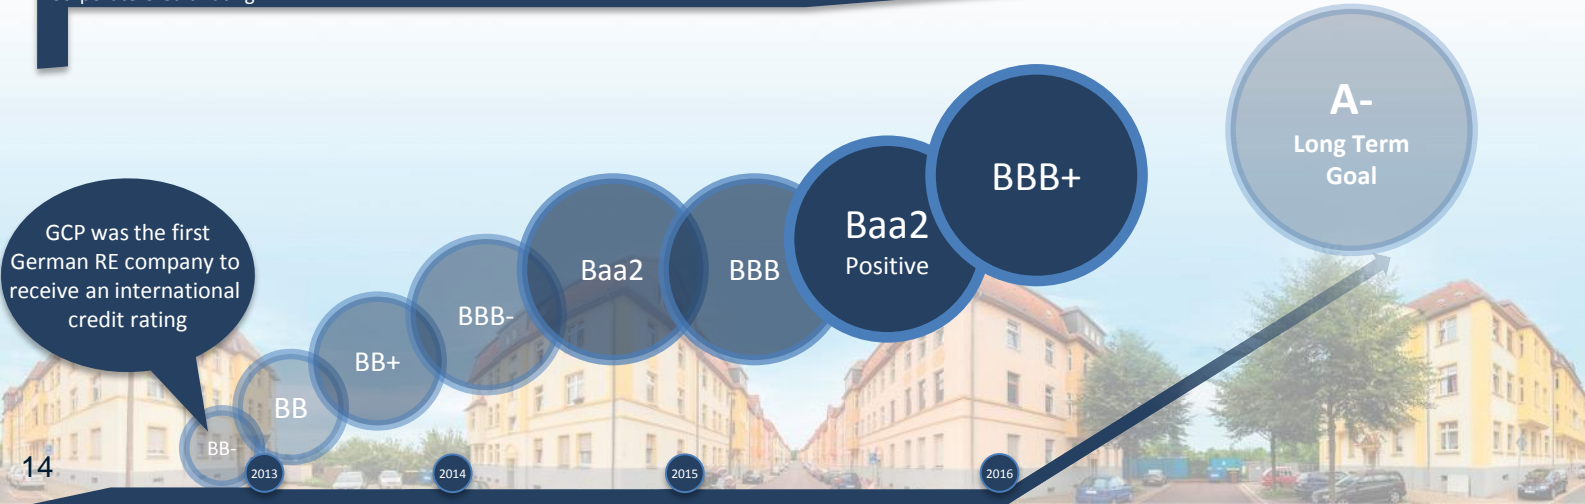 GCP was the first
German RE company to
receive an international
credit rating
BB-
BB
BB+
BBB-
Baa2
BBB
Baa2
Positive
BBB+
A-
Long Term
Goal
14
2013
2014
2015
2016